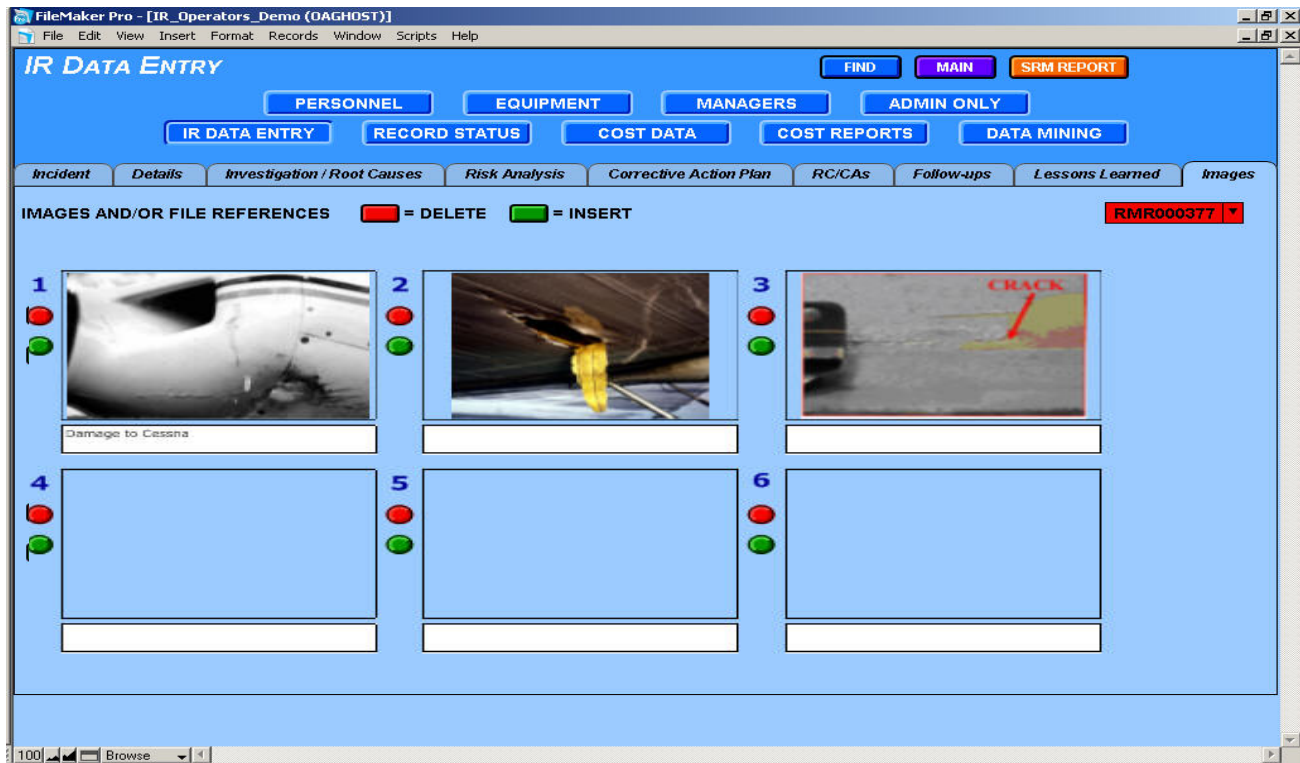 FileMaker Pro - [IR_Operators_Demo (OAGHOST)]
File Edit View Insert Format Records Window Scripts Help
IR DATA ENTRY
FIND MAIN SRM REPORT
PERSONNEL EQUIPMENT MANAGERS ADMIN ONLY
IR DATA ENTRY RECORD STATUS COST DATA COST REPORTS DATA MINING
Incident Details Investigation / Root Causes Risk Analysis Corrective Action Plan RC/CAs Follow-ups Lessons Learned Images
IMAGES AND/OR FILE REFERENCES = DELETE = INSERT RMR000377
1 2 3
CRACK
Damage to Cessna
4 5 6
100 Browse